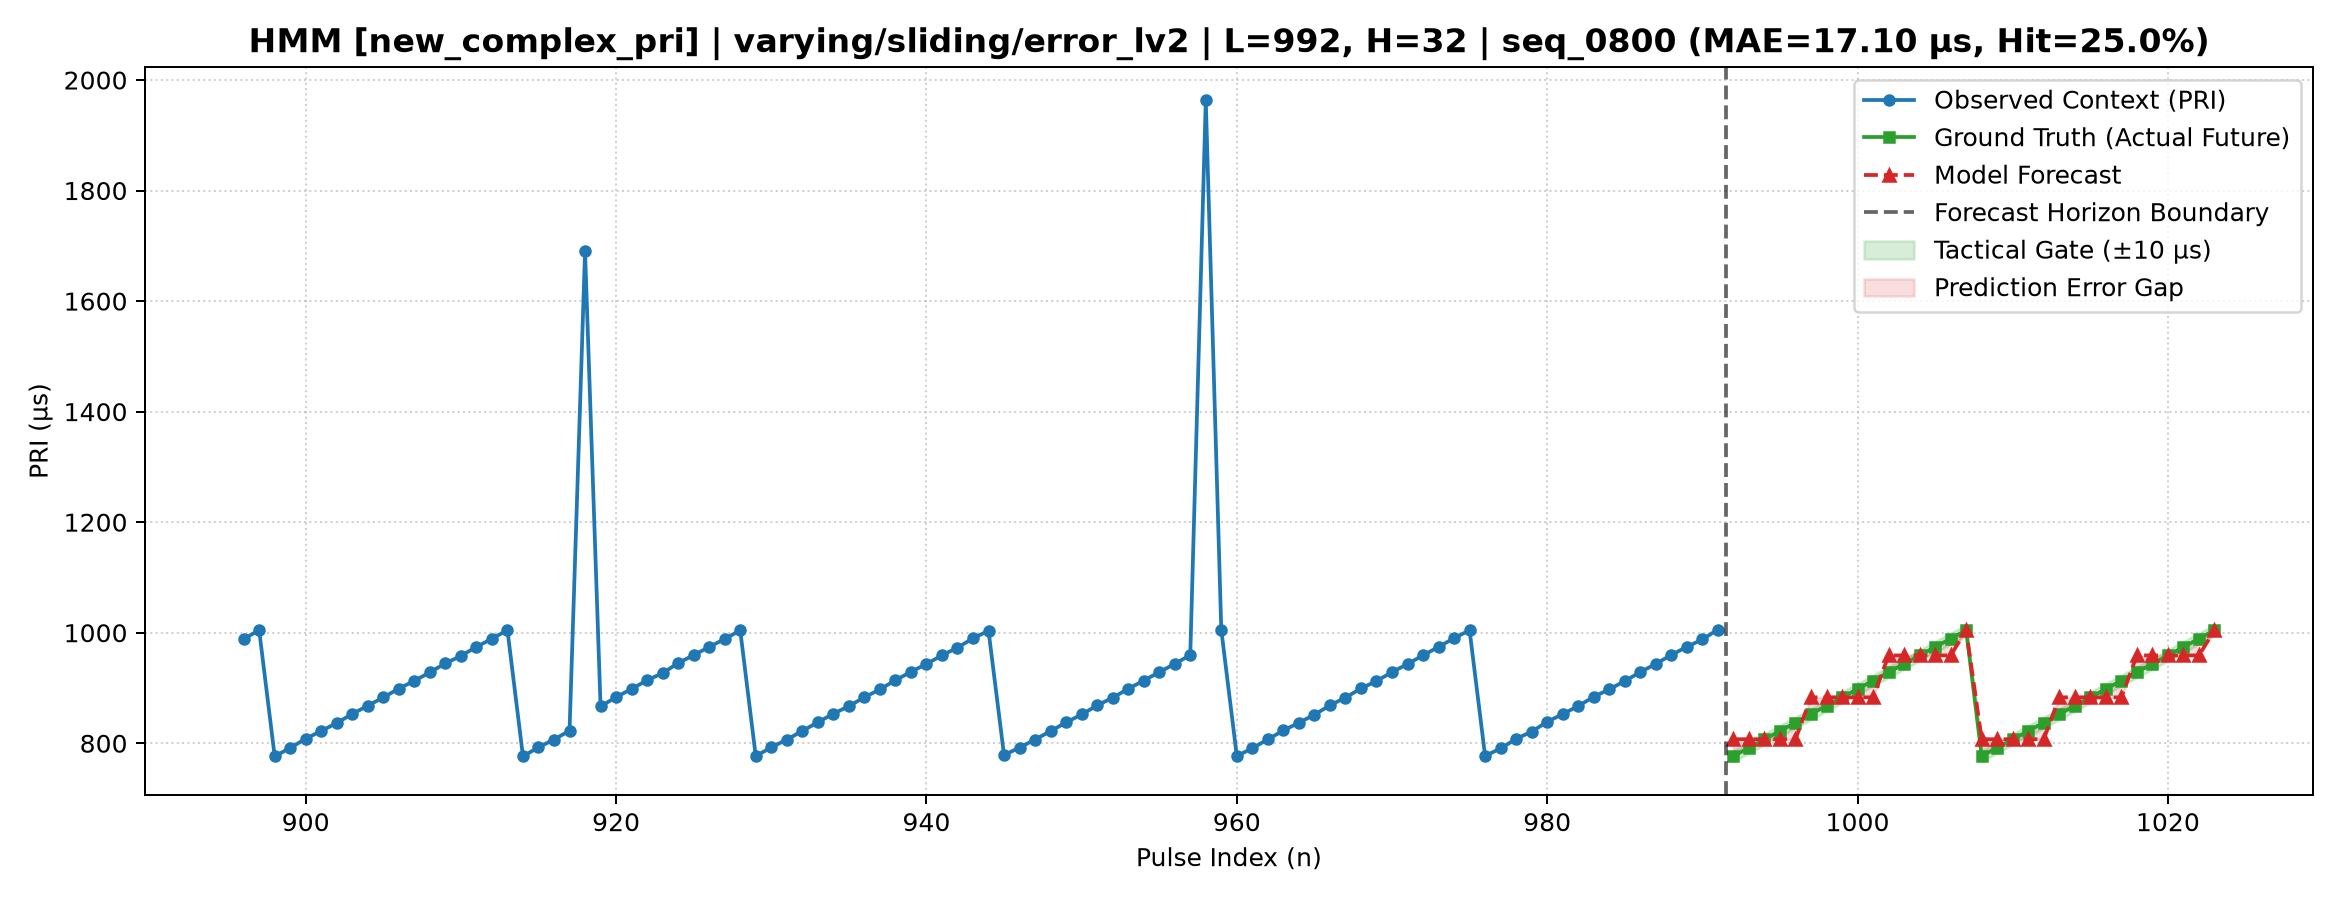 HMM [new_complex_pri] | varying/sliding/error_lv2 | L=992, H=32 | seq_0800 (MAE=17.10 µs, Hit=25.0%)
PRI (µs)
2000
1800
1600
1400
1200
1000
800
Observed Context (PRI)
Ground Truth (Actual Future)
Model Forecast
Forecast Horizon Boundary
Tactical Gate (±10 µs)
Prediction Error Gap
900 920 940 960 980 1000 1020
Pulse Index (n)